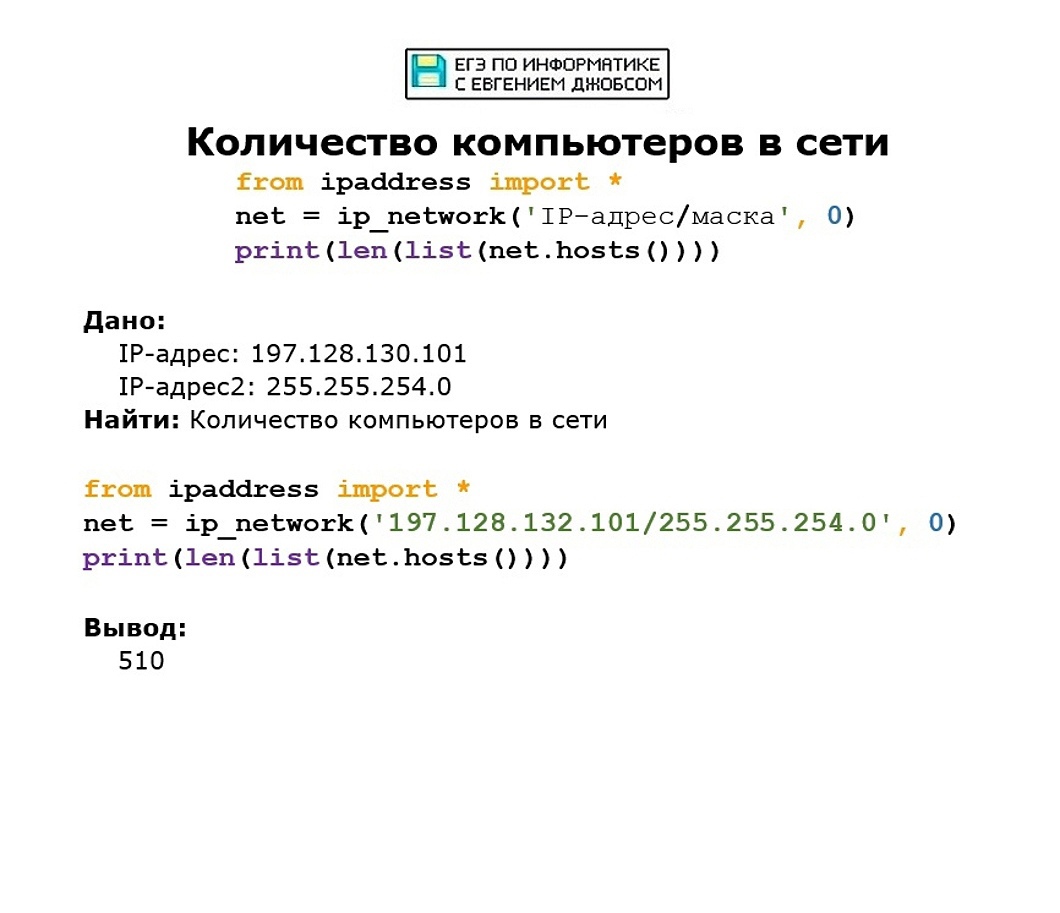 ЕГЭ ПО ИНФОРМАТИКЕ
С ЕВГЕНИЕМ ДЖОБСОМ
Количество компьютеров в сети
from ipaddress import *
net = ip_network('IP-адрес/маска', 0)
print(len(list(net.hosts())))
Дано:
IP-адрес: 197.128.130.101
IP-адрес2: 255.255.254.0
Найти: Количество компьютеров в сети
from ipaddress import *
net = ip_network('197.128.132.101/255.255.254.0', 0)
print(len(list(net.hosts())))
Вывод:
510